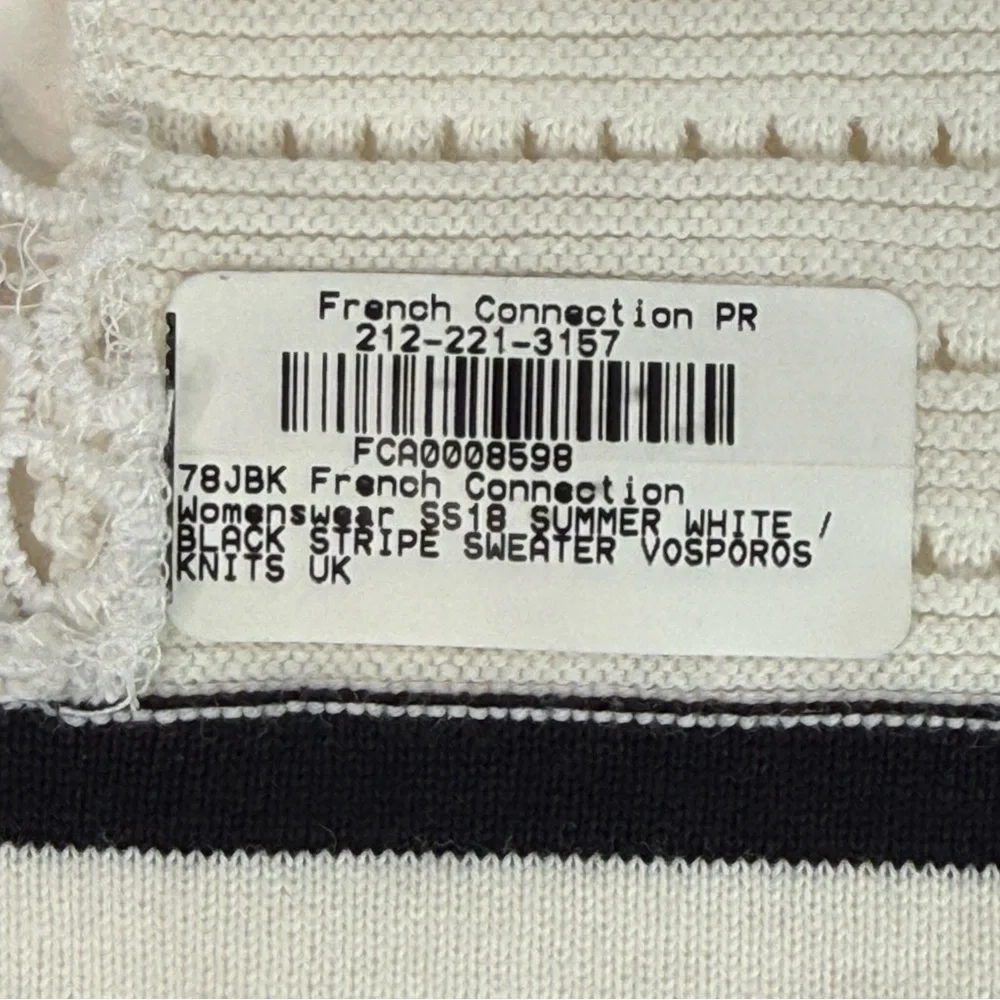 French Connection PR
212-221-3157
FCA0008598
78JBK French Connection
Womenswear SS18 SUMMER WHITE /
BLACK STRIPE SWEATER VOSPOROS
KNITS UK